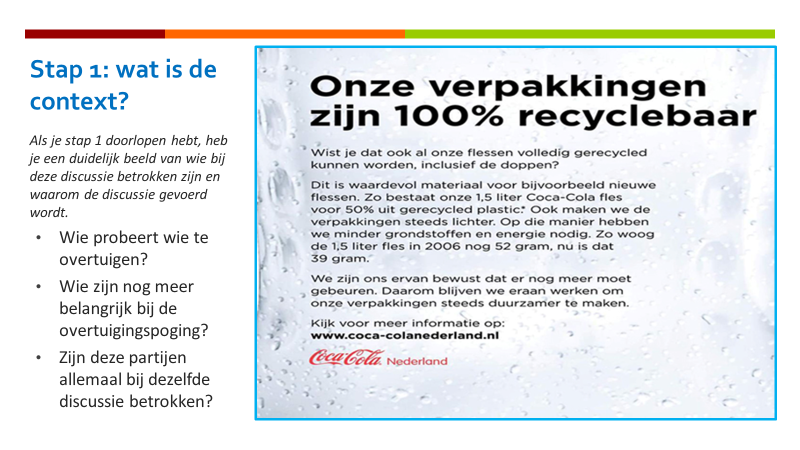 Stap 1: wat is de
context?
Als je stap 1 doorlopen hebt, heb
je een duidelijk beeld van wie bij
deze discussie betrokken zijn en
waarom de discussie gevoerd
wordt.
• Wie probeert wie te
overtuigen?
• Wie zijn nog meer
belangrijk bij de
overtuigingspoging?
• Zijn deze partijen
allemaal bij dezelfde
discussie betrokken?
Onze verpakkingen
zijn 100% recyclebaar
Wist je dat ook al onze flessen volledig gerecycled
kunnen worden, inclusief de doppen?
Dit is waardevol materiaal voor bijvoorbeeld nieuwe
flessen. Zo bestaat onze 1,5 liter Coca-Cola fles
voor 50% uit gerecycled plastic.* Ook maken we de
verpakkingen steeds lichter. Op die manier hebben
we minder grondstoffen en energie nodig. Zo woog
de 1,5 liter fles in 2006 nog 52 gram, nu is dat
39 gram.
We zijn ons ervan bewust dat er nog meer moet
gebeuren. Daarom blijven we eraan werken om
onze verpakkingen steeds duurzamer te maken.
Kijk voor meer informatie op:
www.coca-colanederland.nl
Coca-Cola Nederland